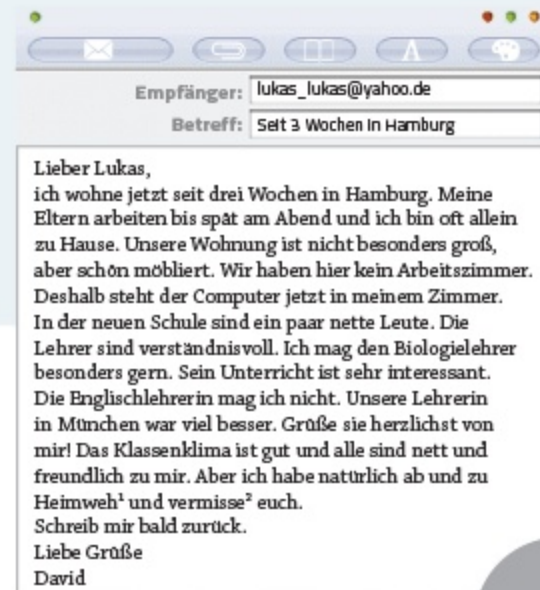 A
Empfänger: lukas_lukas@yahoo.de
Betreff: Seit 3 Wochen in Hamburg
Lieber Lukas,
ich wohne jetzt seit drei Wochen in Hamburg. Meine
Eltern arbeiten bis spät am Abend und ich bin oft allein
zu Hause. Unsere Wohnung ist nicht besonders groß,
aber schön möbliert. Wir haben hier kein Arbeitszimmer.
Deshalb steht der Computer jetzt in meinem Zimmer.
In der neuen Schule sind ein paar nette Leute. Die
Lehrer sind verständnisvoll. Ich mag den Biologielehrer
besonders gern. Sein Unterricht ist sehr interessant.
Die Englischlehrerin mag ich nicht. Unsere Lehrerin
in München war viel besser. Grüße sie herzlichst von
mir! Das Klassenklima ist gut und alle sind nett und
freundlich zu mir. Aber ich habe natürlich ab und zu
Heimweh¹ und vermisse² euch.
Schreib mir bald zurück.
Liebe Grüße
David